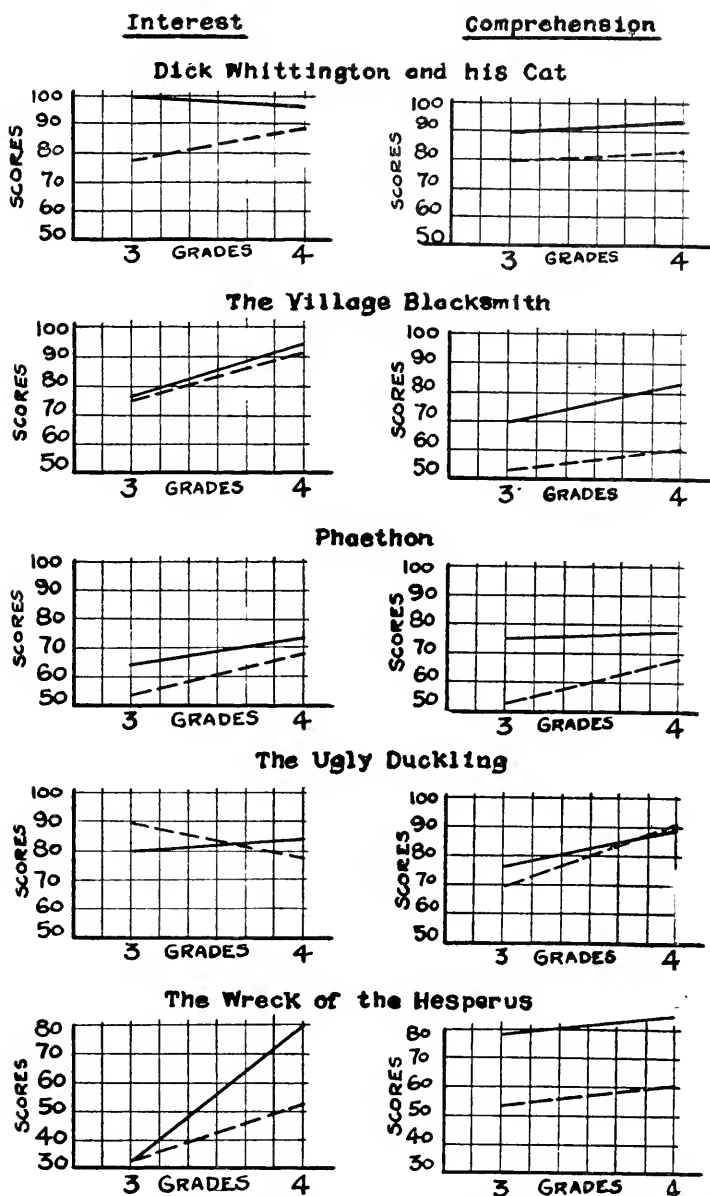 Interest
Comprehension
Dick Whittington and his Cat
SCORES
100
90
80
70
60
50
3 GRADES 4
SCORES
100
90
80
70
60
50
3 GRADES 4
The Village Blacksmith
SCORES
100
90
80
70
60
50
3 GRADES 4
SCORES
100
90
80
70
60
50
3 GRADES 4
Phaethon
SCORES
100
90
80
70
60
50
3 GRADES 4
SCORES
100
90
80
70
60
50
3 GRADES 4
The Ugly Duckling
SCORES
100
90
80
70
60
50
3 GRADES 4
SCORES
100
90
80
70
60
50
3 GRADES 4
The Wreck of the Hesperus
SCORES
80
70
60
50
40
30
3 GRADES 4
SCORES
80
70
60
50
40
30
3 GRADES 4